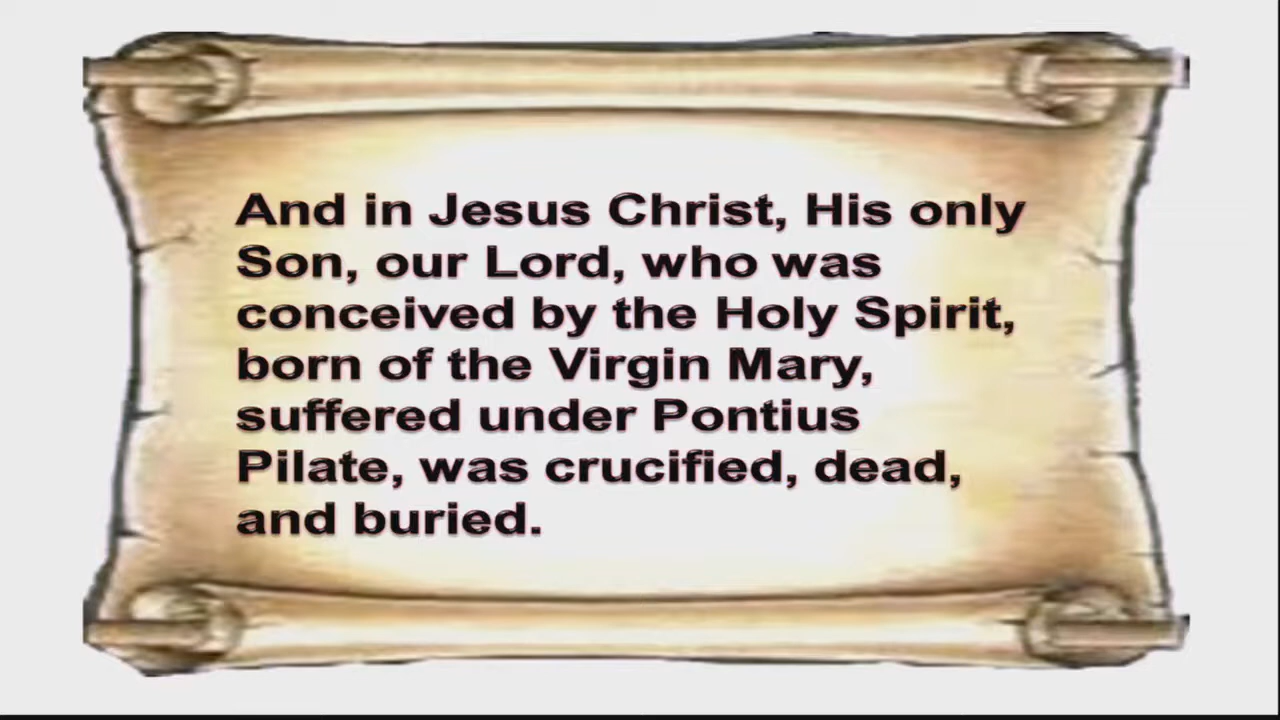 And in Jesus Christ, His only
Son, our Lord, who was
conceived by the Holy Spirit,
born of the Virgin Mary,
suffered under Pontius
Pilate, was crucified, dead,
and buried.